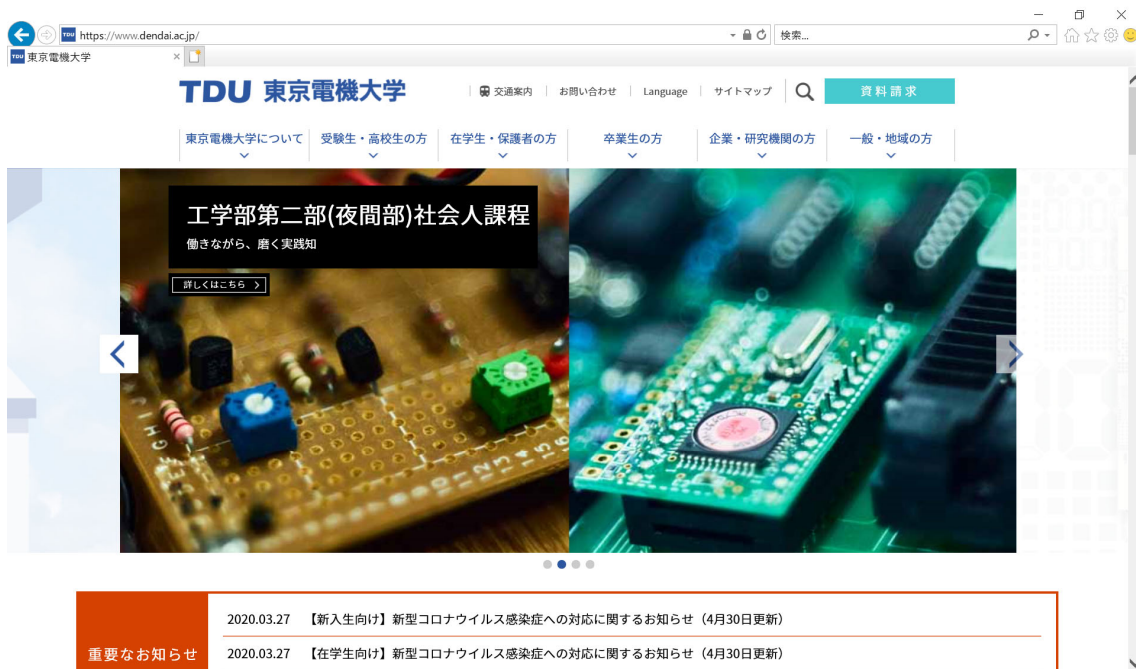 https://www.dendai.ac.jp/
検索...
TDU 東京電機大学
TDU 東京電機大学
交通案内 お問い合わせ Language サイトマップ 資料請求
東京電機大学について 受験生・高校生の方 在学生・保護者の方 卒業生の方 企業・研究機関の方 一般・地域の方
工学部第二部(夜間部)社会人課程
働きながら、磨く実践知
詳しくはこちら
重要なお知らせ
2020.03.27 【新入生向け】新型コロナウイルス感染症への対応に関するお知らせ（4月30日更新）
2020.03.27 【在学生向け】新型コロナウイルス感染症への対応に関するお知らせ（4月30日更新）